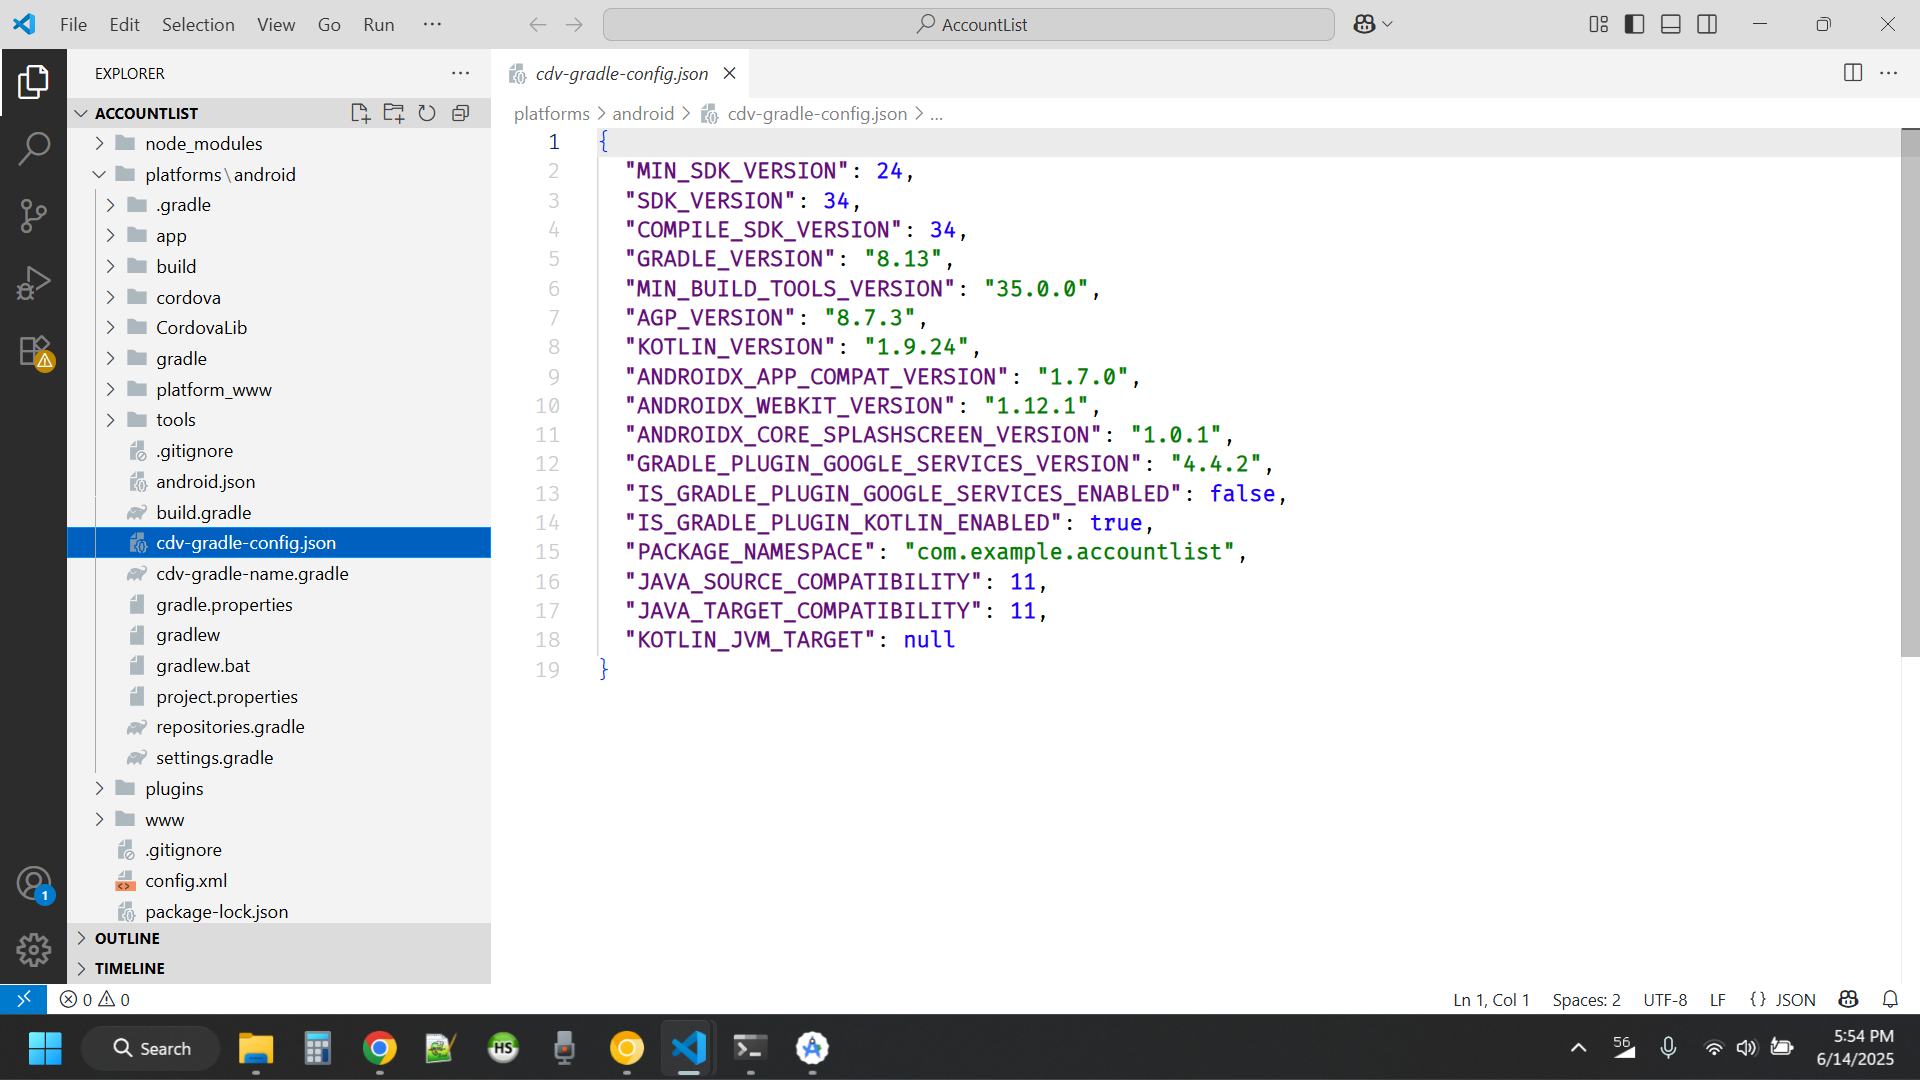 File Edit Selection View Go Run ···
AccountList
EXPLORER
ACCOUNTLIST
node_modules
platforms\android
.gradle
app
build
cordova
CordovaLib
gradle
platform_www
tools
.gitignore
android.json
build.gradle
cdv-gradle-config.json
cdv-gradle-name.gradle
gradle.properties
gradlew
gradlew.bat
project.properties
repositories.gradle
settings.gradle
plugins
www
.gitignore
config.xml
package-lock.json
OUTLINE
TIMELINE
cdv-gradle-config.json
platforms > android > cdv-gradle-config.json > ...
1 {
2 "MIN_SDK_VERSION": 24,
3 "SDK_VERSION": 34,
4 "COMPILE_SDK_VERSION": 34,
5 "GRADLE_VERSION": "8.13",
6 "MIN_BUILD_TOOLS_VERSION": "35.0.0",
7 "AGP_VERSION": "8.7.3",
8 "KOTLIN_VERSION": "1.9.24",
9 "ANDROIDX_APP_COMPAT_VERSION": "1.7.0",
10 "ANDROIDX_WEBKIT_VERSION": "1.12.1",
11 "ANDROIDX_CORE_SPLASHSCREEN_VERSION": "1.0.1",
12 "GRADLE_PLUGIN_GOOGLE_SERVICES_VERSION": "4.4.2",
13 "IS_GRADLE_PLUGIN_GOOGLE_SERVICES_ENABLED": false,
14 "IS_GRADLE_PLUGIN_KOTLIN_ENABLED": true,
15 "PACKAGE_NAMESPACE": "com.example.accountlist",
16 "JAVA_SOURCE_COMPATIBILITY": 11,
17 "JAVA_TARGET_COMPATIBILITY": 11,
18 "KOTLIN_JVM_TARGET": null
19 }
1
0 0
Ln 1, Col 1 Spaces: 2 UTF-8 LF {} JSON
Search
HS
56
5:54 PM
6/14/2025